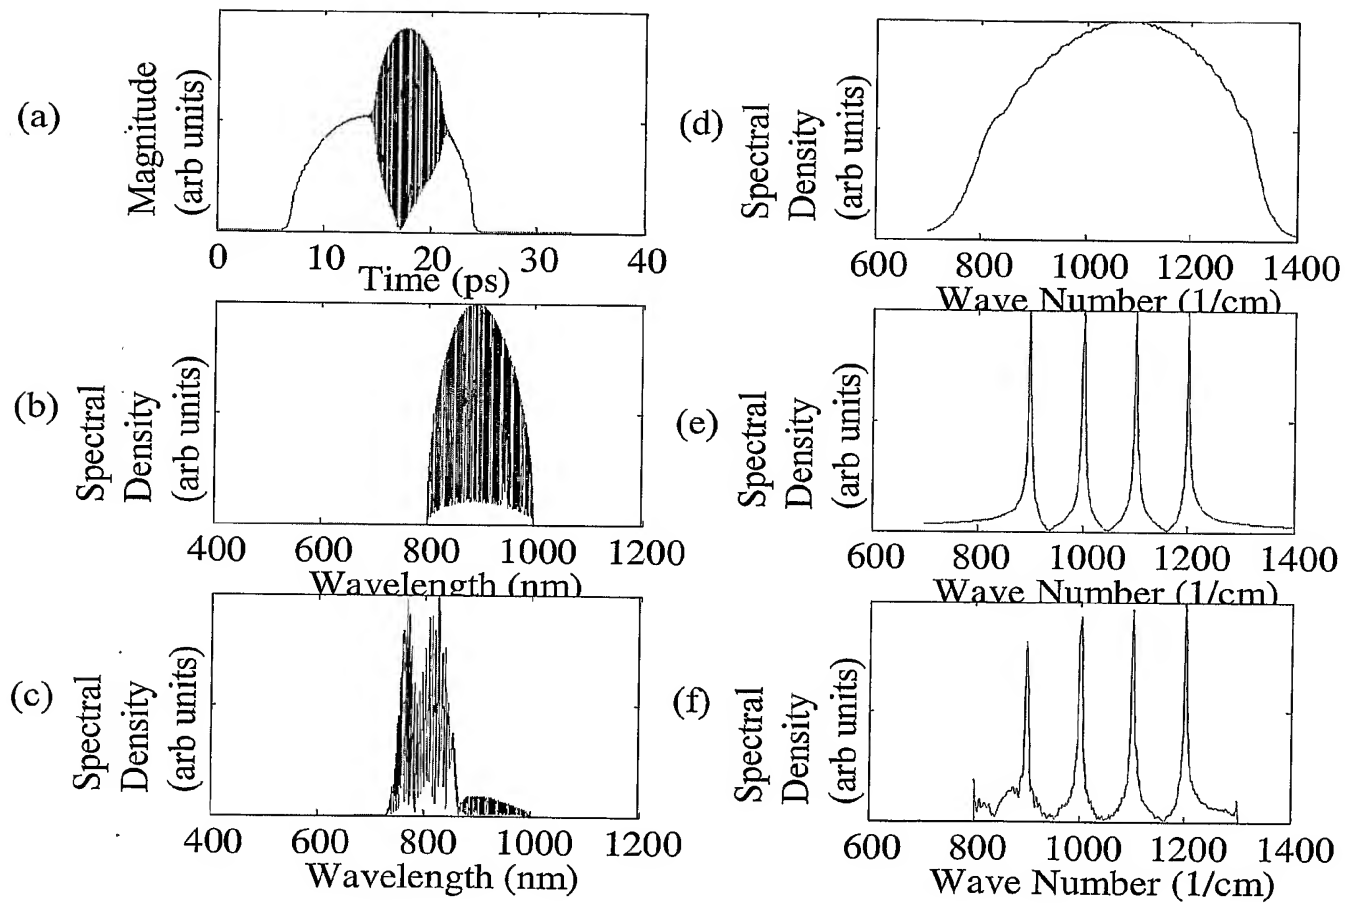 (a)
Magnitude
(arb units)
0 10 20 30 40
Time (ps)
(b)
Spectral
Density
(arb units)
400 600 800 1000 1200
Wavelength (nm)
(c)
Spectral
Density
(arb units)
400 600 800 1000 1200
Wavelength (nm)
(d)
Spectral
Density
(arb units)
600 800 1000 1200 1400
Wave Number (1/cm)
(e)
Spectral
Density
(arb units)
600 800 1000 1200 1400
Wave Number (1/cm)
(f)
Spectral
Density
(arb units)
600 800 1000 1200 1400
Wave Number (1/cm)